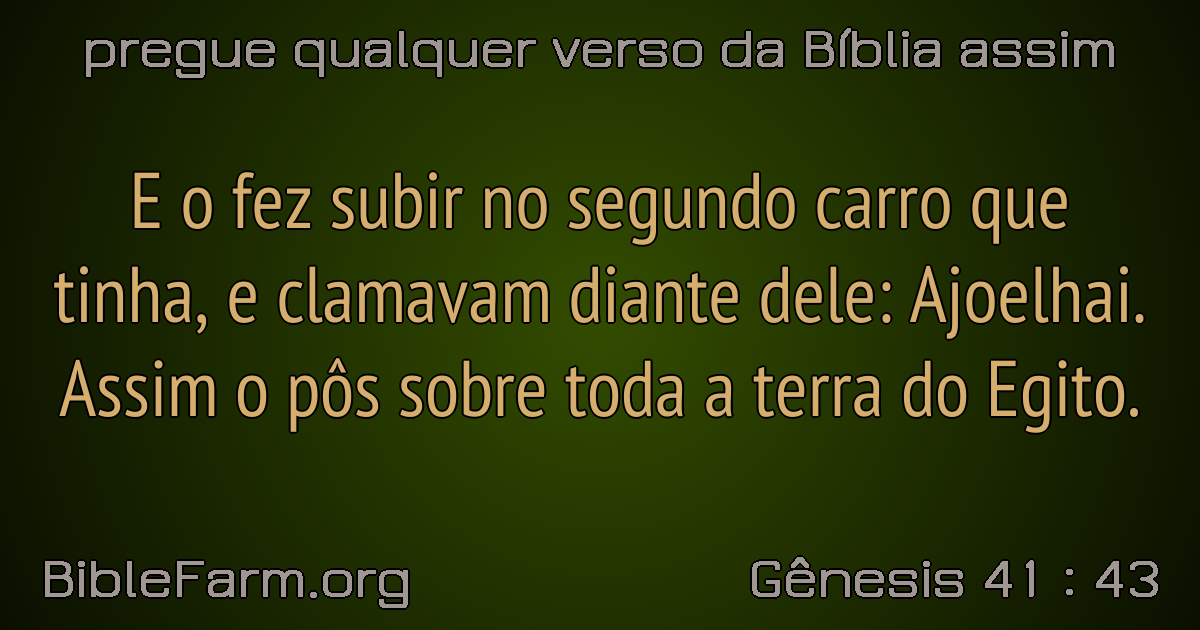 pregue qualquer verso da Bíblia assim
E o fez subir no segundo carro que
tinha, e clamavam diante dele: Ajoelhai.
Assim o pôs sobre toda a terra do Egito.
BibleFarm.org
Gênesis 41 : 43